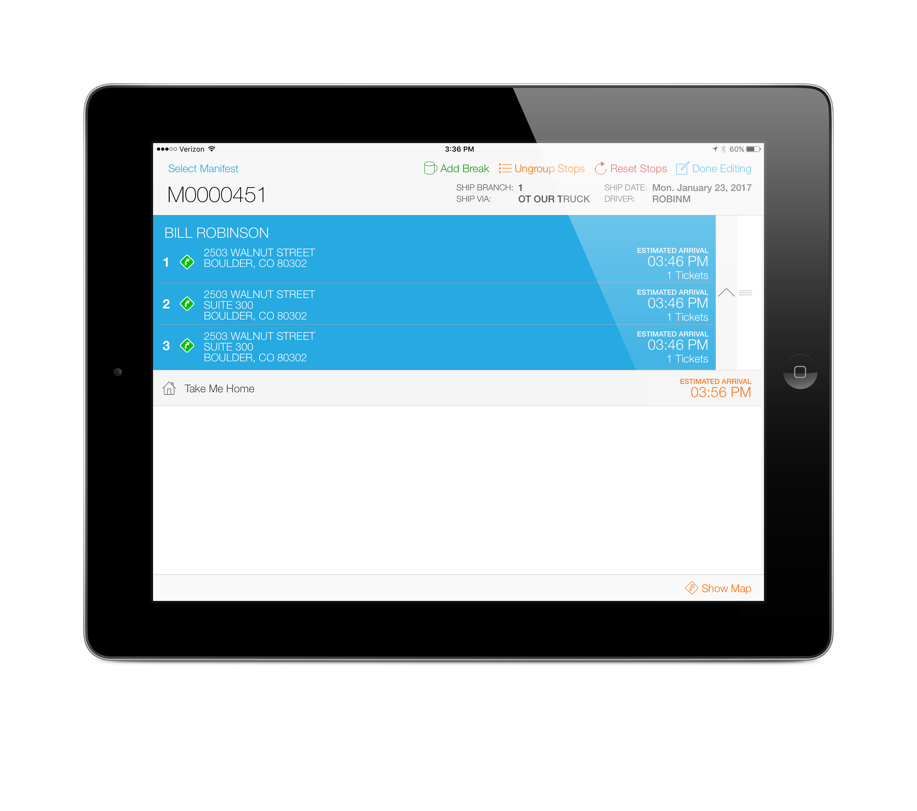 Verizon 3:36 PM 60%
Select Manifest Add Break Ungroup Stops Reset Stops Done Editing
M0000451
SHIP BRANCH: 1 SHIP DATE: Mon. January 23, 2017
SHIP VIA: OT OUR TRUCK DRIVER: ROBINM
BILL ROBINSON
1 2503 WALNUT STREET
BOULDER, CO 80302
ESTIMATED ARRIVAL
03:46 PM
1 Tickets
2 2503 WALNUT STREET
SUITE 300
BOULDER, CO 80302
ESTIMATED ARRIVAL
03:46 PM
1 Tickets
3 2503 WALNUT STREET
SUITE 300
BOULDER, CO 80302
ESTIMATED ARRIVAL
03:46 PM
1 Tickets
Take Me Home
ESTIMATED ARRIVAL
03:56 PM
Show Map